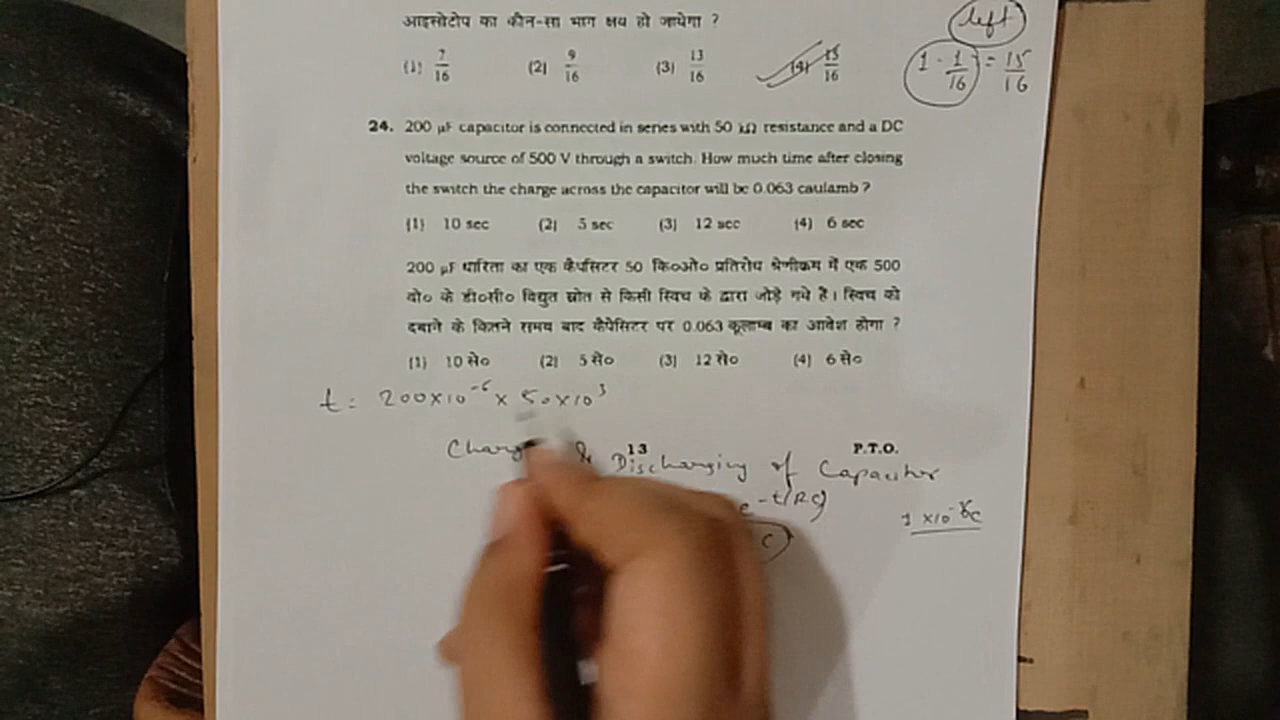 आइसोटोप का कौन-सा भाग क्षय हो जायेगा ?
(1) 7/16 (2) 9/16 (3) 13/16 (4) 15/16
left
1 - 1/16 = 15/16
24. 200 μF capacitor is connected in series with 50 kΩ resistance and a DC
voltage source of 500 V through a switch. How much time after closing
the switch the charge across the capacitor will be 0.063 caulamb ?
(1) 10 sec (2) 5 sec (3) 12 sec (4) 6 sec
200 μF धारिता का एक कैपसिटर 50 कि०ओ० प्रतिरोध श्रेणीक्रम में एक 500
वो० के डी०सी० विद्युत स्रोत से किसी स्विच के द्वारा जोड़े गये हैं। स्विच को
दबाने के कितने समय बाद कैपेसिटर पर 0.063 कूलाम्ब का आवेश होगा ?
(1) 10 से० (2) 5 से० (3) 12 से० (4) 6 से०
t = 200×10⁻⁶ × 50×10³
13 P.T.O.
& Discharging of Capacitor
e^-t/RC)
C